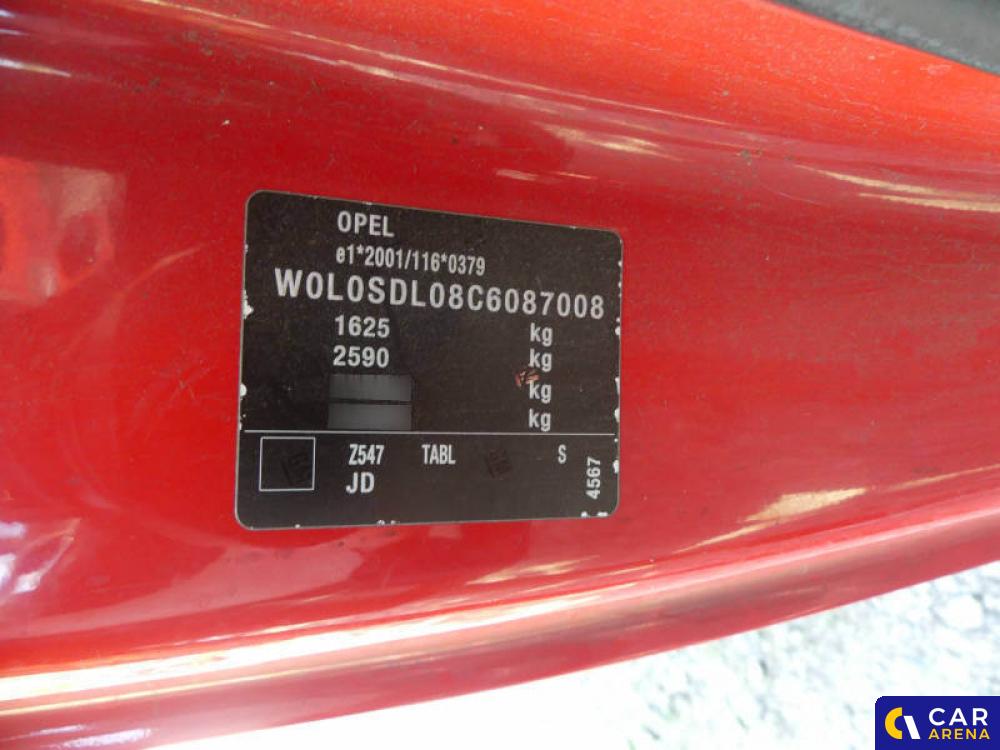 OPEL
e1*2001/116*0379
W0L0SDL08C6087008
1625 kg
2590 kg
kg
kg
Z547 TABL S
JD
4567
CAR
ARENA